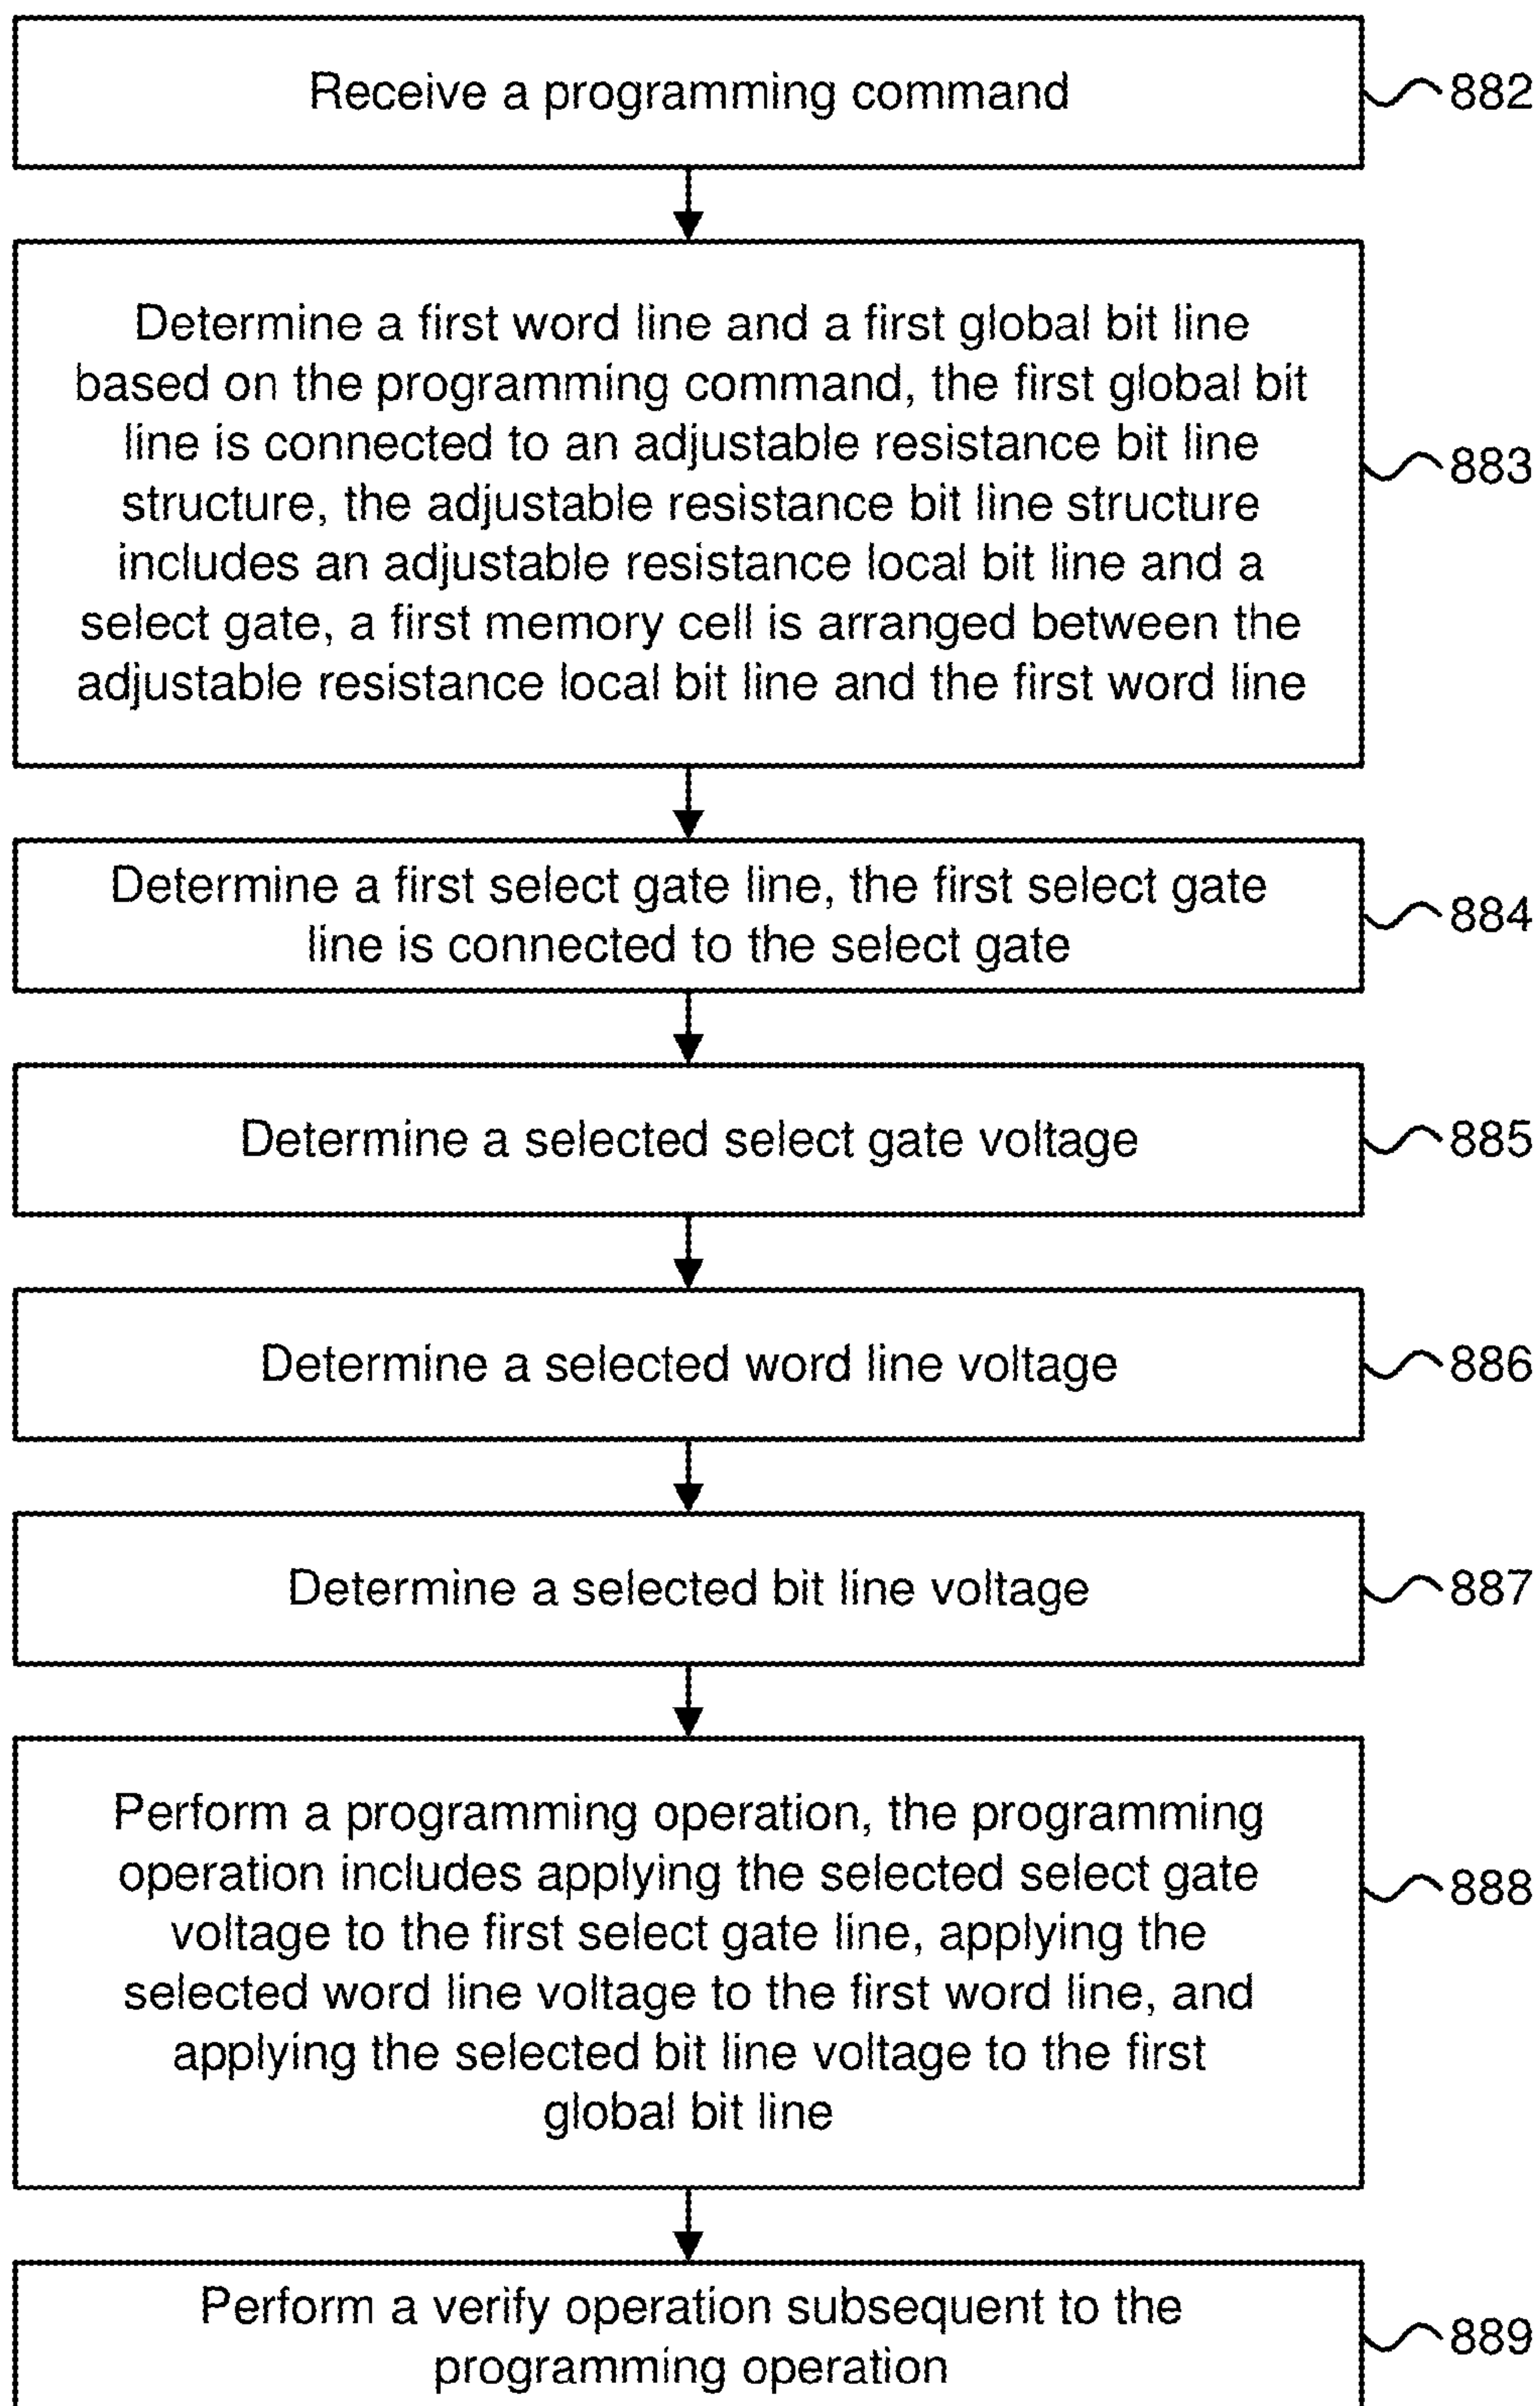 Receive a programming command
882
Determine a first word line and a first global bit line
based on the programming command, the first global bit
line is connected to an adjustable resistance bit line
structure, the adjustable resistance bit line structure
includes an adjustable resistance local bit line and a
select gate, a first memory cell is arranged between the
adjustable resistance local bit line and the first word line
883
Determine a first select gate line, the first select gate
line is connected to the select gate
884
Determine a selected select gate voltage
885
Determine a selected word line voltage
886
Determine a selected bit line voltage
887
Perform a programming operation, the programming
operation includes applying the selected select gate
voltage to the first select gate line, applying the
selected word line voltage to the first word line, and
applying the selected bit line voltage to the first
global bit line
888
Perform a verify operation subsequent to the
programming operation
889